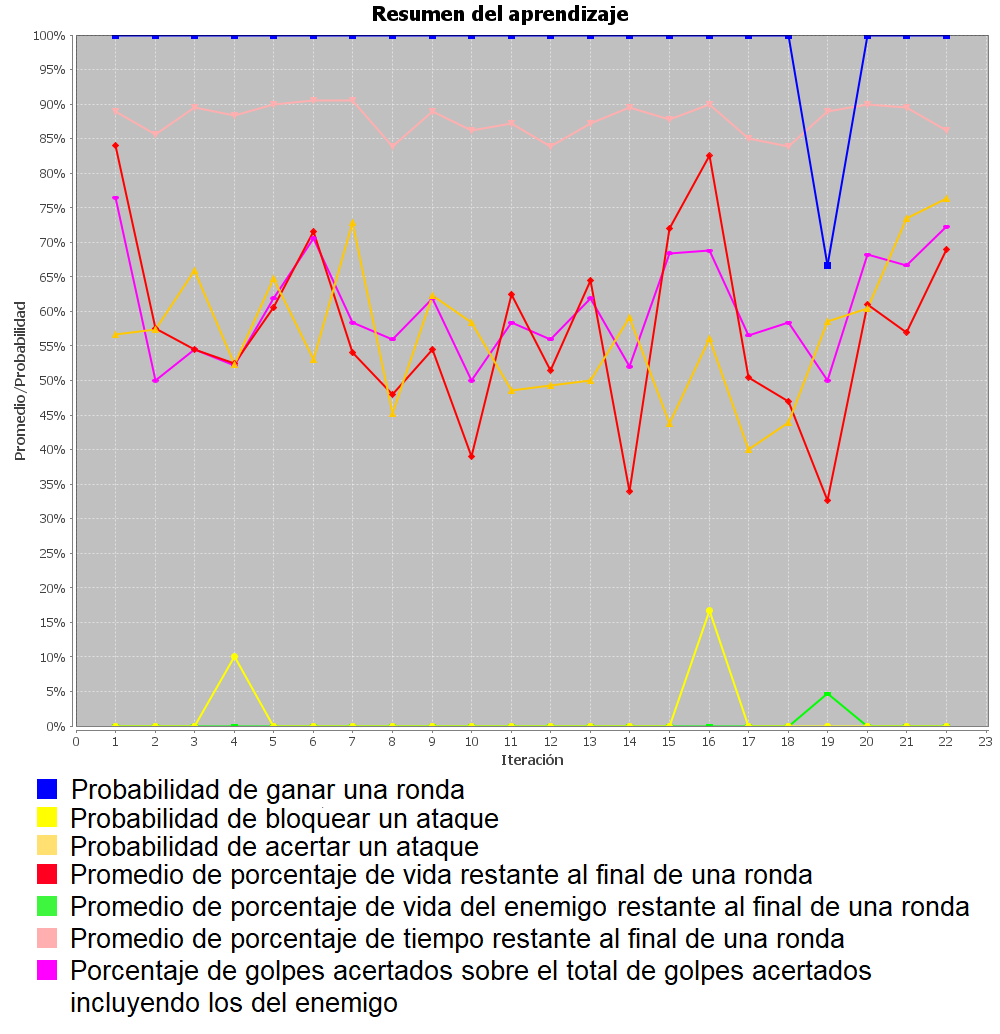 Resumen del aprendizaje
100%
95%
90%
85%
80%
75%
70%
65%
60%
55%
50%
45%
40%
35%
30%
25%
20%
15%
10%
5%
0%
Promedio/Probabilidad
0 1 2 3 4 5 6 7 8 9 10 11 12 13 14 15 16 17 18 19 20 21 22 23
Iteración
Probabilidad de ganar una ronda
Probabilidad de bloquear un ataque
Probabilidad de acertar un ataque
Promedio de porcentaje de vida restante al final de una ronda
Promedio de porcentaje de vida del enemigo restante al final de una ronda
Promedio de porcentaje de tiempo restante al final de una ronda
Porcentaje de golpes acertados sobre el total de golpes acertados
incluyendo los del enemigo